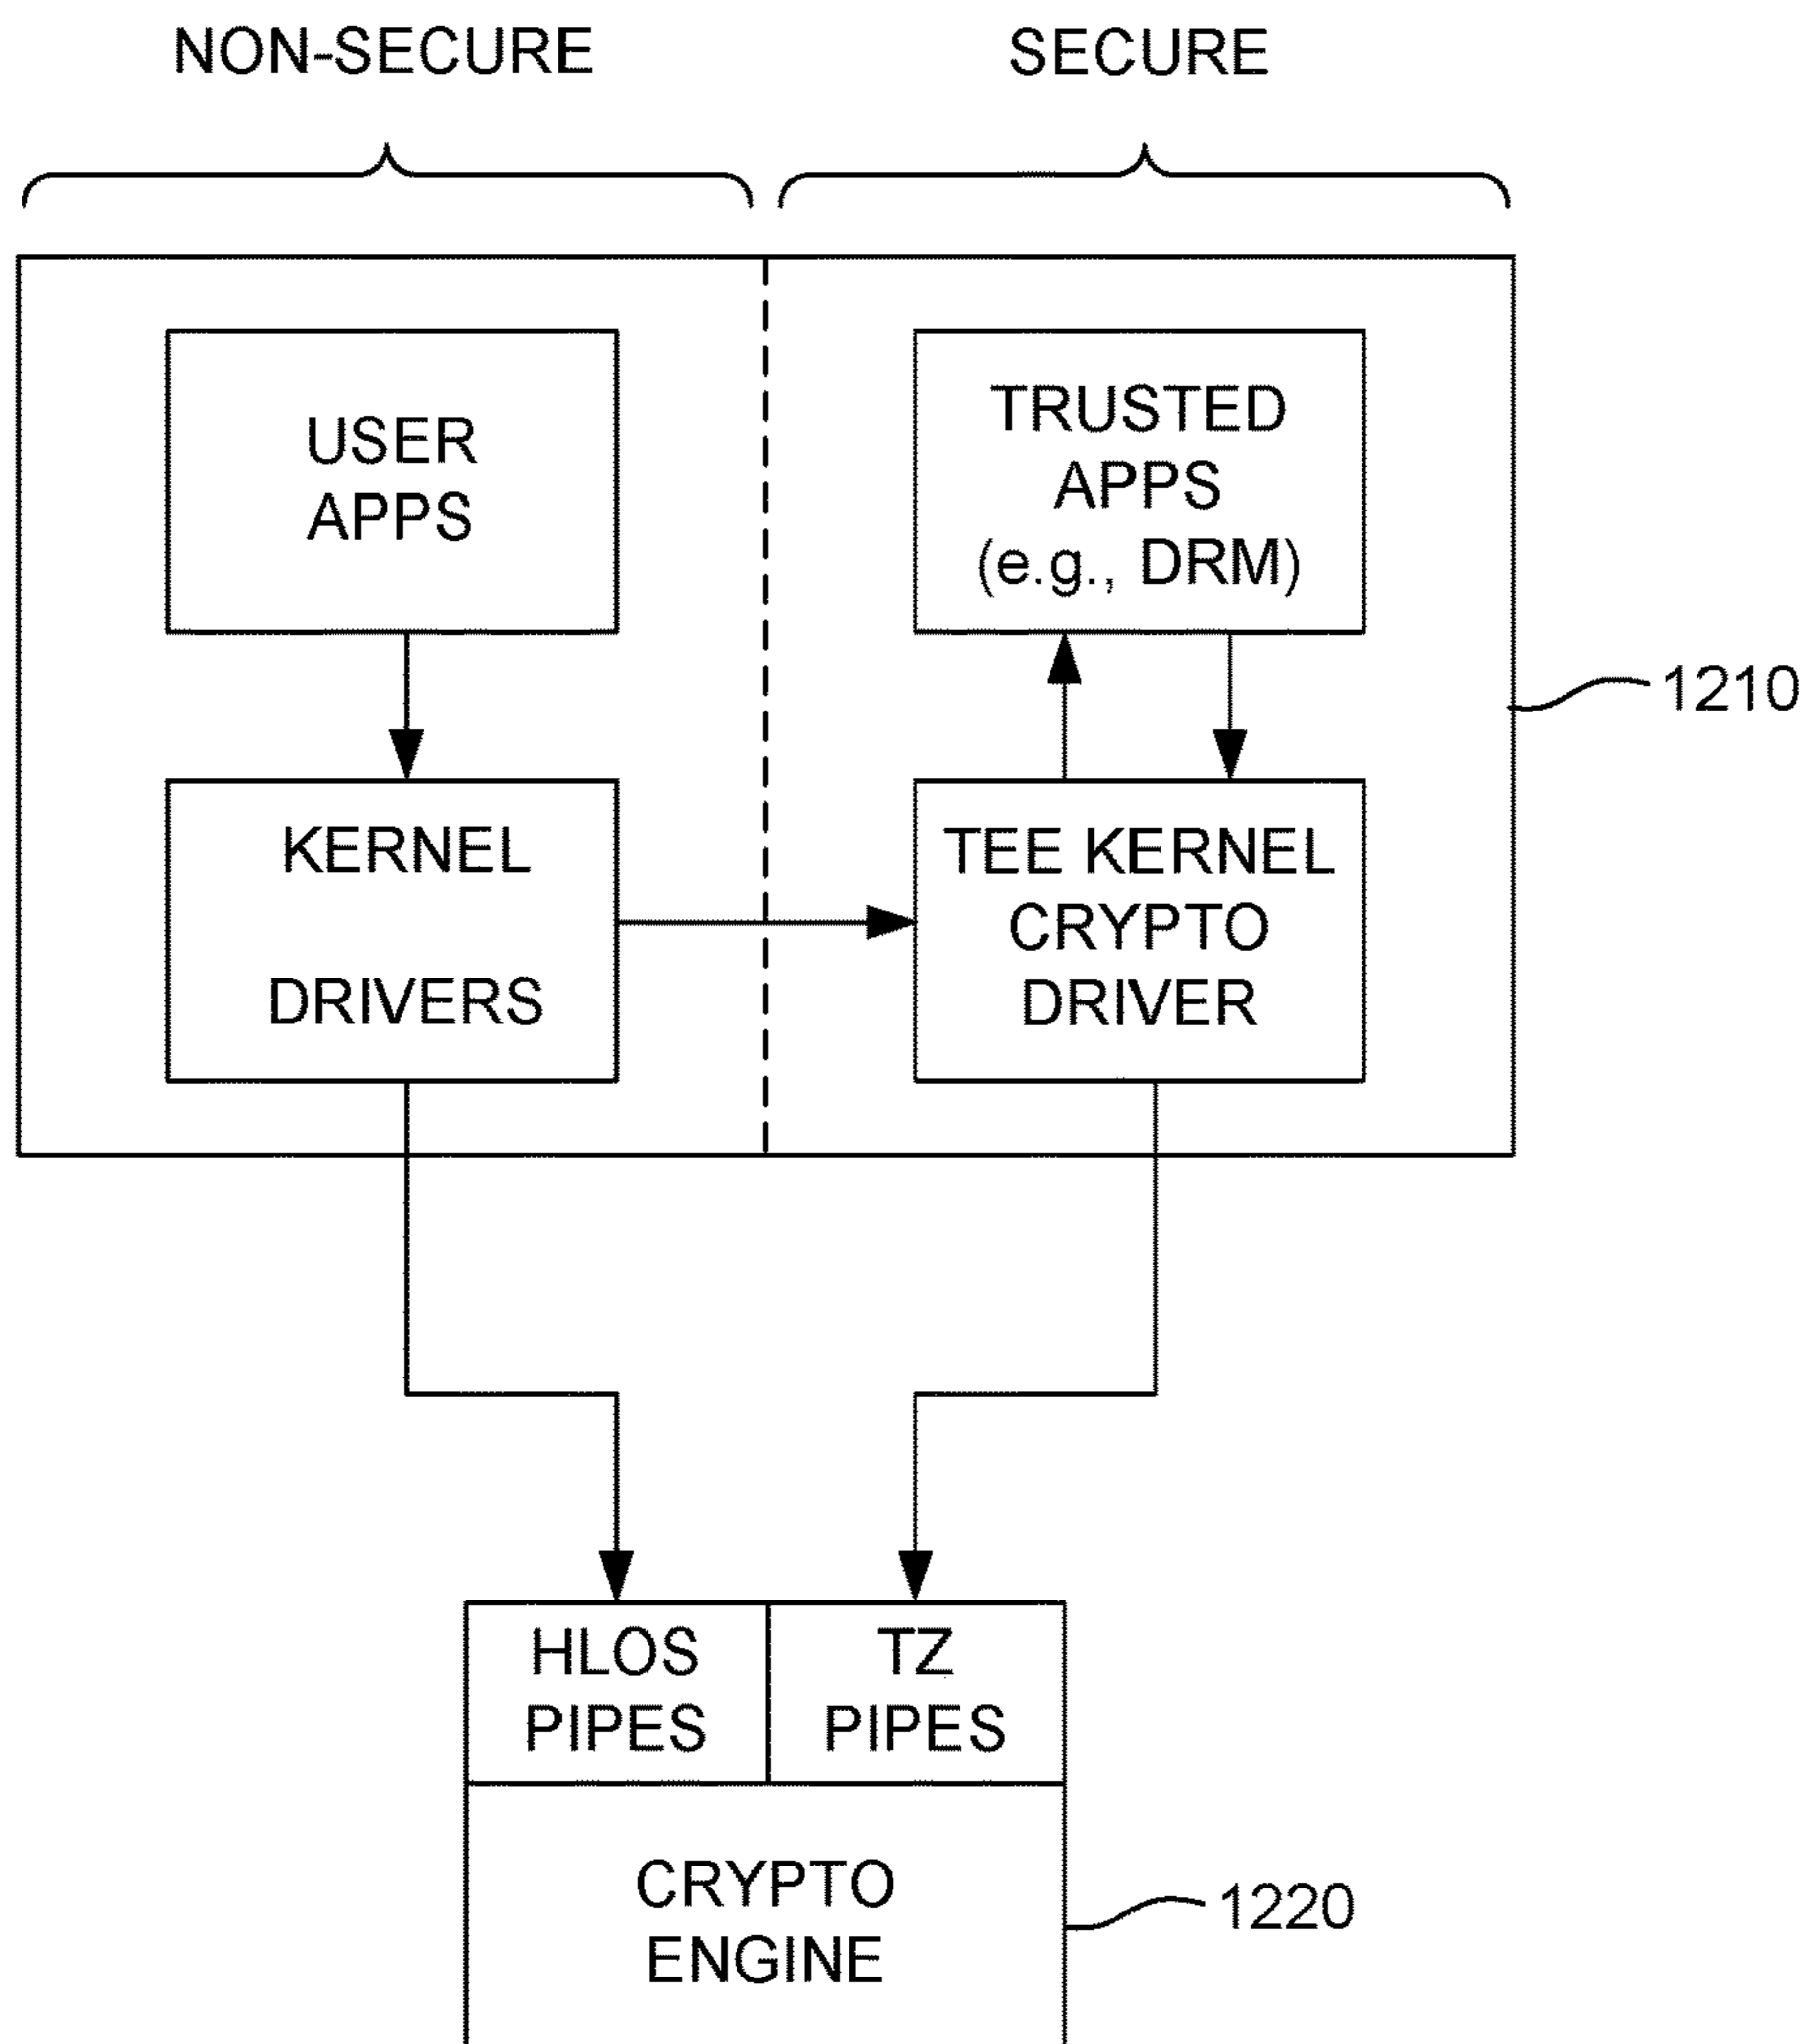 NON-SECURE
SECURE
USER
APPS
TRUSTED
APPS
(e.g., DRM)
1210
KERNEL
DRIVERS
TEE KERNEL
CRYPTO
DRIVER
HLOS
PIPES
TZ
PIPES
CRYPTO
ENGINE
1220